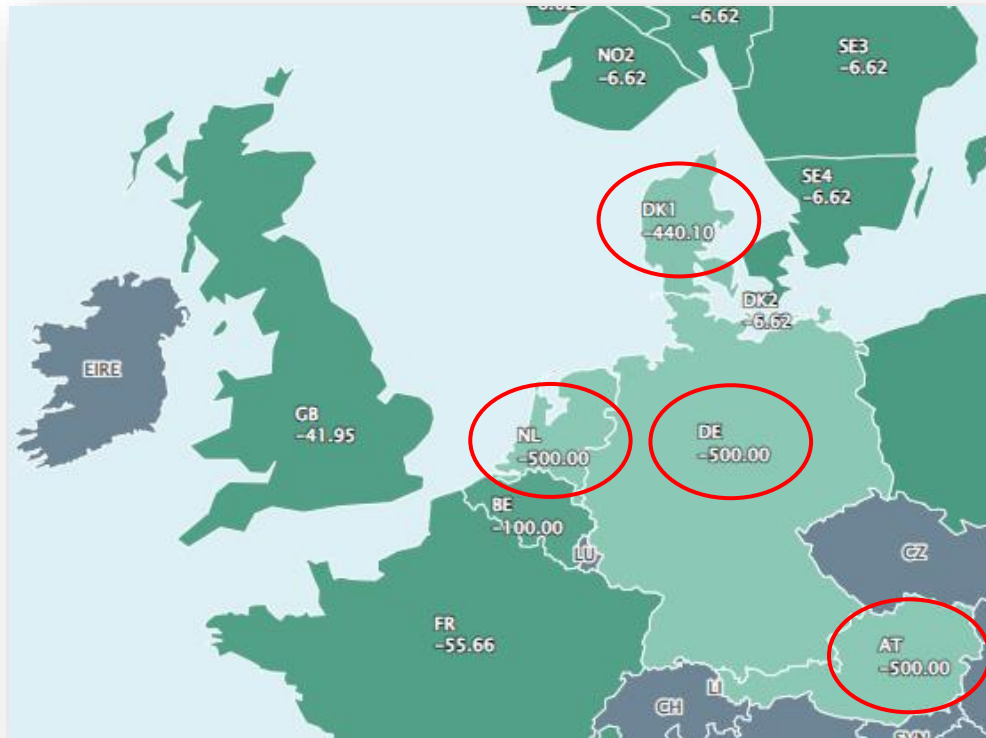 -6.62
-6.62
NO2
-6.62
SE3
-6.62
SE4
-6.62
DK1
-440.10
DK2
-6.62
EIRE
GB
-41.95
NL
-500.00
DE
-500.00
BE
-100.00
LU
CZ
FR
-55.66
AT
-500.00
LI
CH